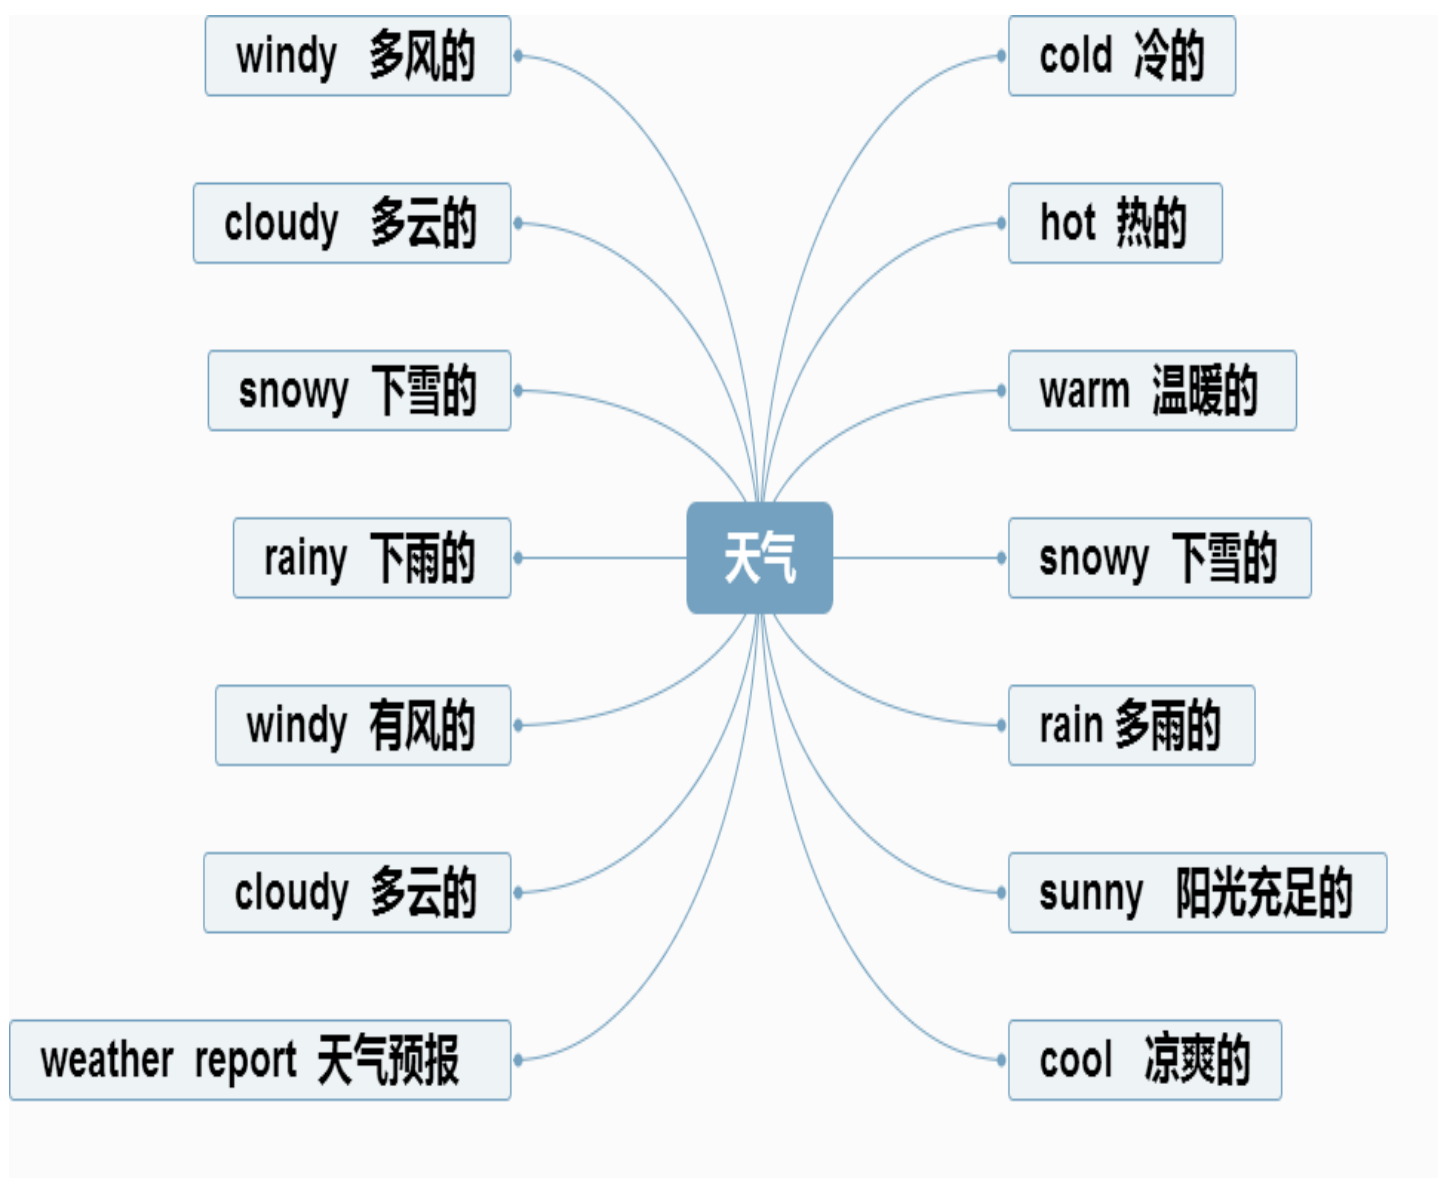 windy 多风的
cloudy 多云的
snowy 下雪的
rainy 下雨的
windy 有风的
cloudy 多云的
weather report 天气预报
天气
cold 冷的
hot 热的
warm 温暖的
snowy 下雪的
rain 多雨的
sunny 阳光充足的
cool 凉爽的